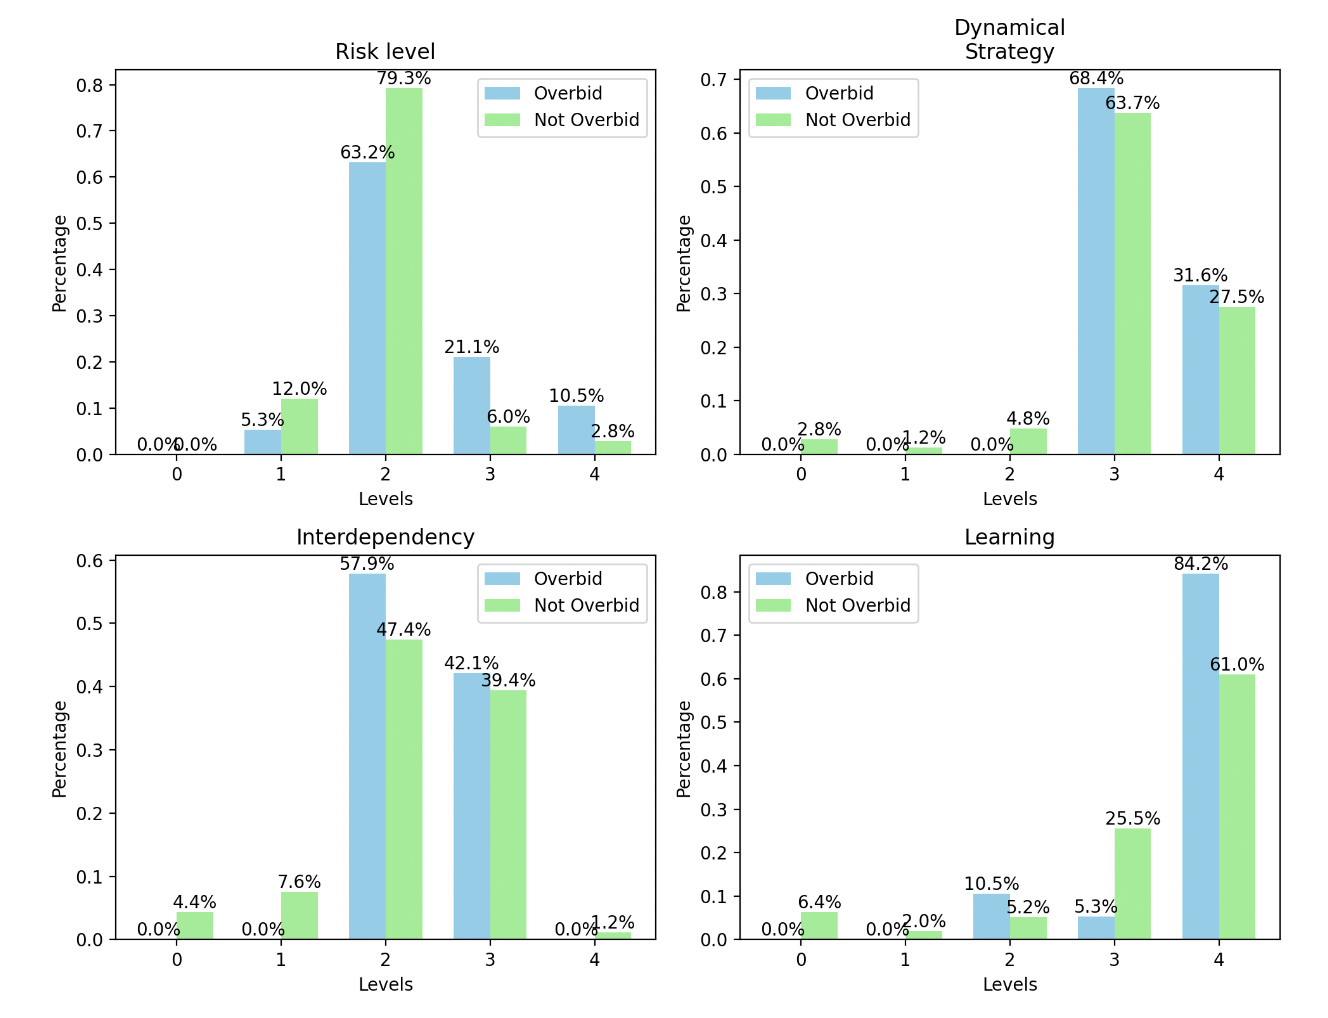 Risk level
0.8
0.7
0.6
0.5
0.4
0.3
0.2
0.1
0.0
Percentage
79.3%
63.2%
21.1%
12.0%
10.5%
5.3%
6.0%
2.8%
0.0%
0.0%
Overbid
Not Overbid
0 1 2 3 4
Levels
Dynamical
Strategy
0.7
0.6
0.5
0.4
0.3
0.2
0.1
0.0
Percentage
Overbid
Not Overbid
68.4%
63.7%
31.6%
27.5%
4.8%
2.8%
1.2%
0.0%
0.0%
0.0%
0 1 2 3 4
Levels
Interdependency
0.6
0.5
0.4
0.3
0.2
0.1
0.0
Percentage
57.9%
47.4%
42.1%
39.4%
7.6%
4.4%
1.2%
0.0%
0.0%
0.0%
Overbid
Not Overbid
0 1 2 3 4
Levels
Learning
0.8
0.7
0.6
0.5
0.4
0.3
0.2
0.1
0.0
Percentage
Overbid
Not Overbid
84.2%
61.0%
25.5%
10.5%
5.2%
5.3%
6.4%
2.0%
0.0%
0.0%
0 1 2 3 4
Levels